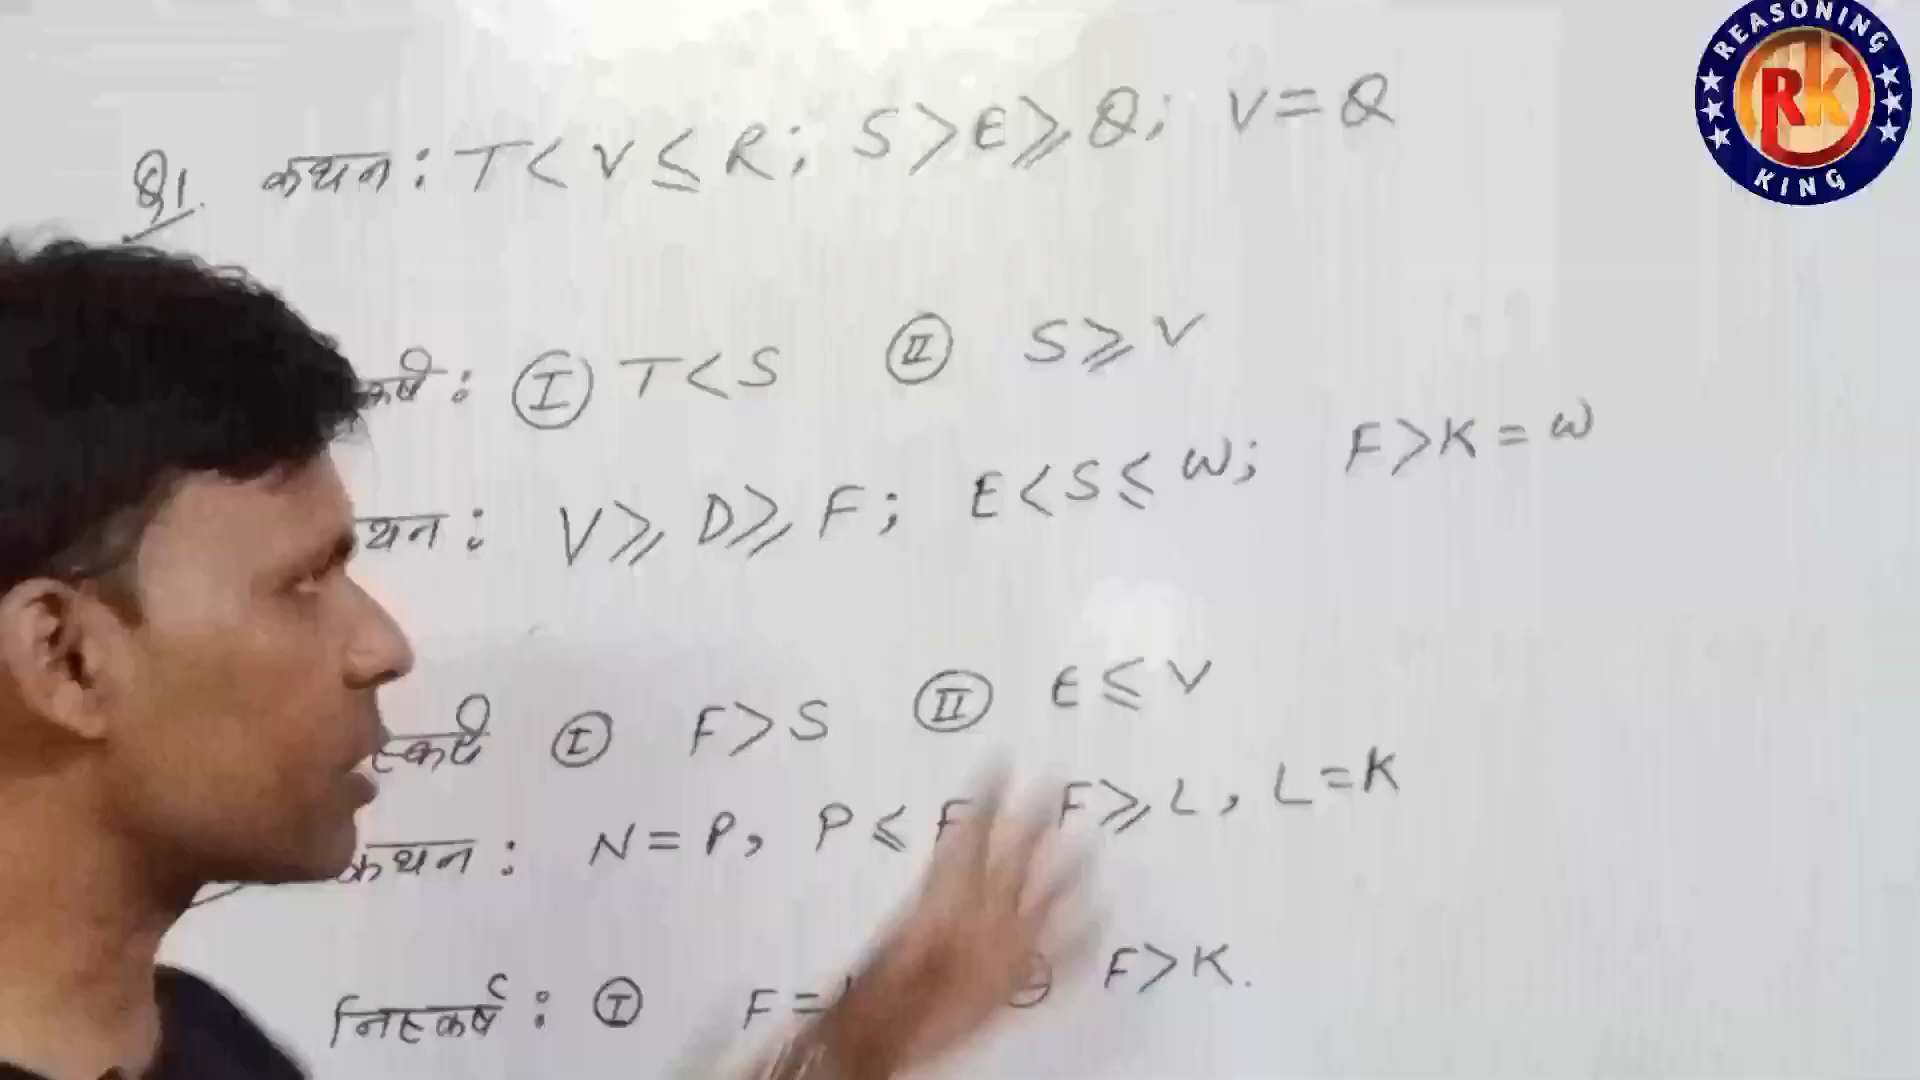 REASONING
RK
KING
Q1. कथन: T < V ≤ R; S > E ≥ Q; V = Q
I T < S II S ≥ V
V ≥ D ≥ F; E < S ≤ W; F > K = W
I F > S II E ≤ V
कथन: N = P, P ≤ F F ≥ L, L = K
निष्कर्ष: I F = F > K.